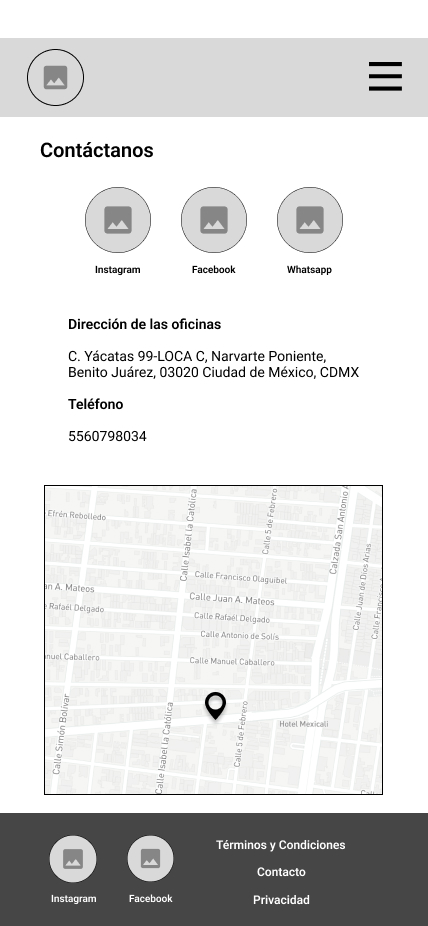 Contáctanos
Instagram
Facebook
Whatsapp
Dirección de las oficinas
C. Yácatas 99-LOCA C, Narvarte Poniente,
Benito Juárez, 03020 Ciudad de México, CDMX
Teléfono
5560798034
Efrén Rebolledo
Calle Isabel la Católica
Calle 5 de Febrero
Calzada San Antonio A
Calle Juan de Dios Arias
Calle Francisco Olaguibel
an A. Mateos
Calle Juan A. Mateos
e Rafael Delgado
Calle Rafaél Delgado
Calle Antonio de Solís
nuel Caballero
Calle Manuel Caballero
Calle Simón Bolívar
Calle Isabel la Católica
Calle 5 de Febrero
Hotel Mexicali
Instagram
Facebook
Términos y Condiciones
Contacto
Privacidad